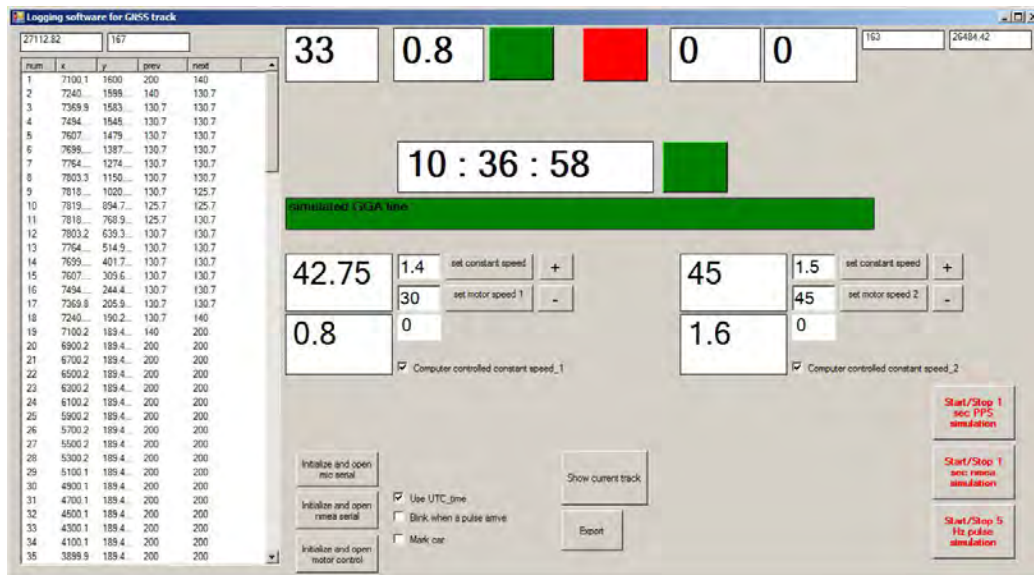 Logging software for GNSS track
27112.82 167
33 0.8 0 0 163 26484.42
num x y prev next
1 7100.1 1600 200 140
2 7240.... 1599.... 140 130.7
3 7369.9 1583.... 130.7 130.7
4 7494.... 1545.... 130.7 130.7
5 7607.... 1479.... 130.7 130.7
6 7699.... 1387.... 130.7 130.7
7 7764.... 1274.... 130.7 130.7
8 7803.3 1150.... 130.7 130.7
9 7818.... 1020.... 130.7 125.7
10 7819.... 894.7... 125.7 125.7
11 7818.... 768.9... 125.7 130.7
12 7803.2 639.3... 130.7 130.7
13 7764.... 514.9... 130.7 130.7
14 7699.... 401.7... 130.7 130.7
15 7607.... 309.6... 130.7 130.7
16 7494.... 244.4... 130.7 130.7
17 7369.8 205.9... 130.7 130.7
18 7240.... 190.2... 130.7 140
19 7100.2 189.4... 140 200
20 6900.2 189.4... 200 200
21 6700.2 189.4... 200 200
22 6500.2 189.4... 200 200
23 6300.2 189.4... 200 200
24 6100.2 189.4... 200 200
25 5900.2 189.4... 200 200
26 5700.2 189.4... 200 200
27 5500.2 189.4... 200 200
28 5300.2 189.4... 200 200
29 5100.1 189.4... 200 200
30 4900.1 189.4... 200 200
31 4700.1 189.4... 200 200
32 4500.1 189.4... 200 200
33 4300.1 189.4... 200 200
34 4100.1 189.4... 200 200
35 3899.9 189.4... 200 200
10 : 36 : 58
simulated GGA line
42.75 1.4 set constant speed +
30 set motor speed 1 -
0.8 0
Computer controlled constant speed_1
45 1.5 set constant speed +
45 set motor speed 2 -
1.6 0
Computer controlled constant speed_2
Initialize and open
mic serial
Initialize and open
nmea serial
Initialize and open
motor control
Use UTC_time
Blink when a pulse arrive
Mark car
Show current track
Export
Start/Stop 1
sec PPS
simulation
Start/Stop 1
sec nmea
simulation
Start/Stop 5
Hz pulse
simulation